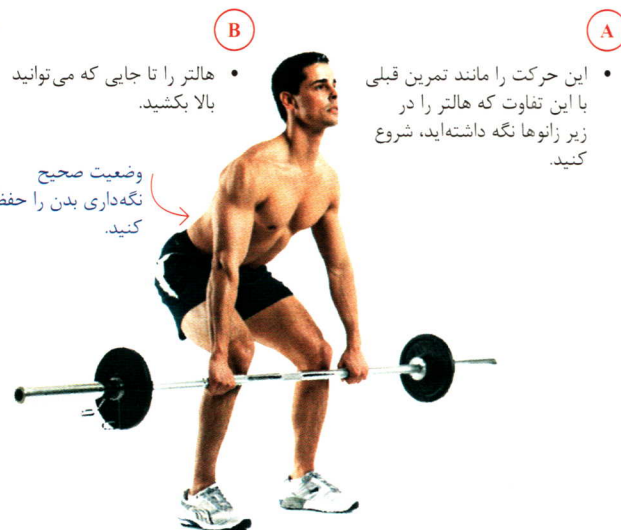 A
• این حرکت را مانند تمرین قبلی
با این تفاوت که هالتر را در
زیر زانوها نگه داشته‌اید، شروع
کنید.
B
• هالتر را تا جایی که می‌توانید
بالا بکشید.
وضعیت صحیح
نگه‌داری بدن را حفظ
کنید.